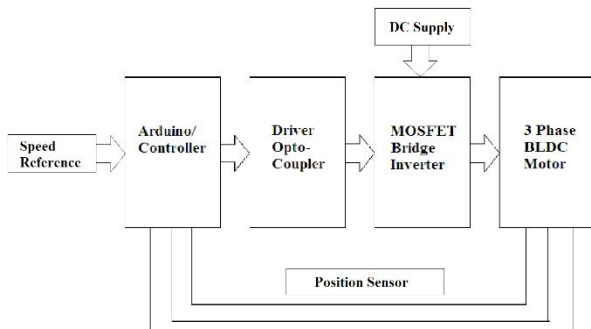 DC Supply
Speed
Reference
Arduino/
Controller
Driver
Opto-
Coupler
MOSFET
Bridge
Inverter
3 Phase
BLDC
Motor
Position Sensor